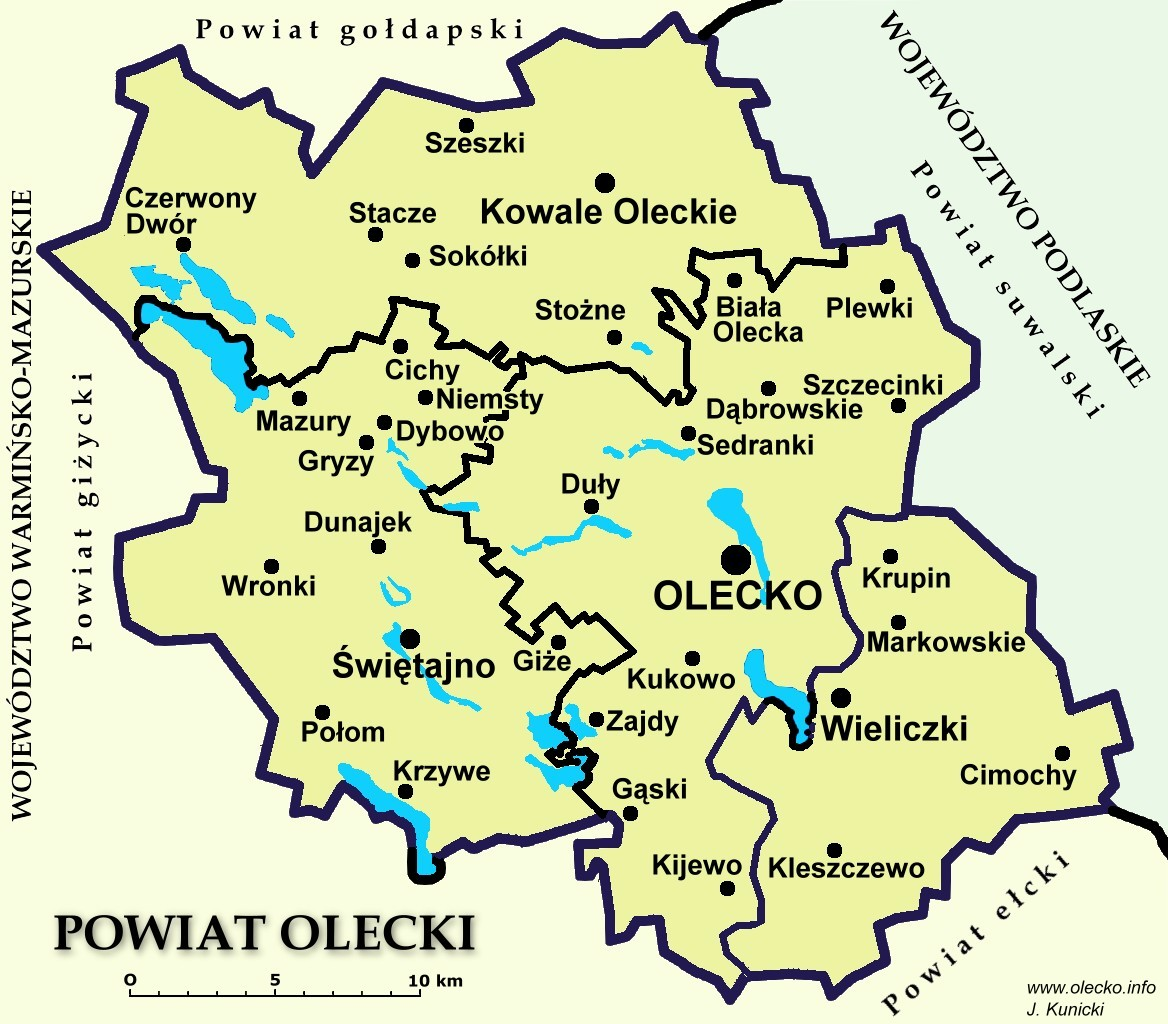 Powiat gołdapski
WOJEWÓDZTWO PODLASKIE
Powiat suwalski
WOJEWÓDZTWO WARMIŃSKO-MAZURSKIE
Powiat giżycki
Szeszki
Kowale Oleckie
Czerwony
Dwór
Stacze
Sokółki
Stożne
Biała
Olecka
Plewki
Cichy
Niemsty
Mazury
Dybowo
Gryzy
Szczecinki
Dąbrowskie
Sedranki
Duły
Dunajek
Wronki
OLECKO
Krupin
Markowskie
Świętajno
Giże
Kukowo
Połom
Zajdy
Wieliczki
Krzywe
Gąski
Cimochy
Kijewo
Kleszczewo
Powiat ełcki
POWIAT OLECKI
0 5 10 km
www.olecko.info
J. Kunicki